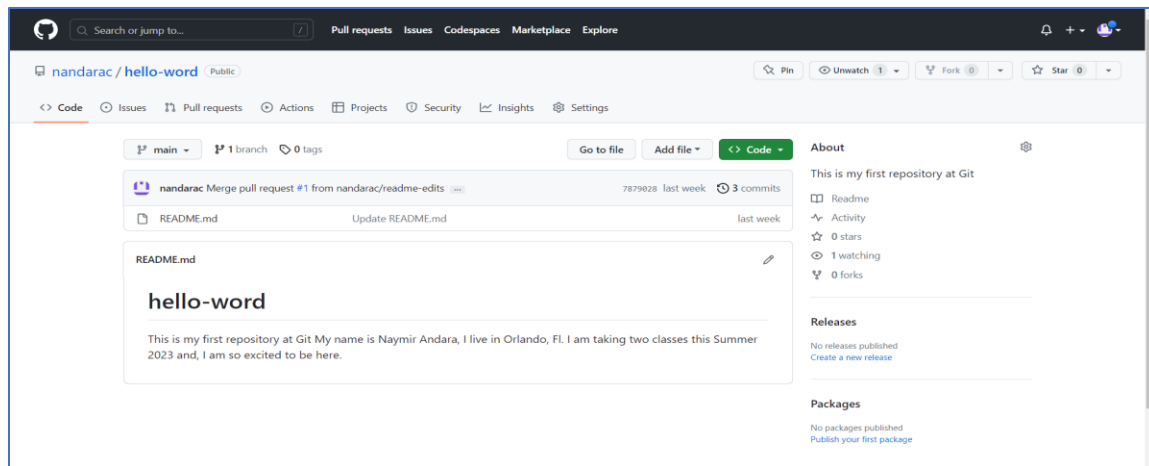 Search or jump to... / Pull requests Issues Codespaces Marketplace Explore
nandarac / hello-word Public Pin Unwatch 1 Fork 0 Star 0
<> Code Issues Pull requests Actions Projects Security Insights Settings
main 1 branch 0 tags Go to file Add file <> Code
nandarac Merge pull request #1 from nandarac/readme-edits ... 7879028 last week 3 commits
README.md Update README.md last week
README.md
hello-word
This is my first repository at Git My name is Naymir Andara, I live in Orlando, Fl. I am taking two classes this Summer
2023 and, I am so excited to be here.
About
This is my first repository at Git
Readme
Activity
0 stars
1 watching
0 forks
Releases
No releases published
Create a new release
Packages
No packages published
Publish your first package